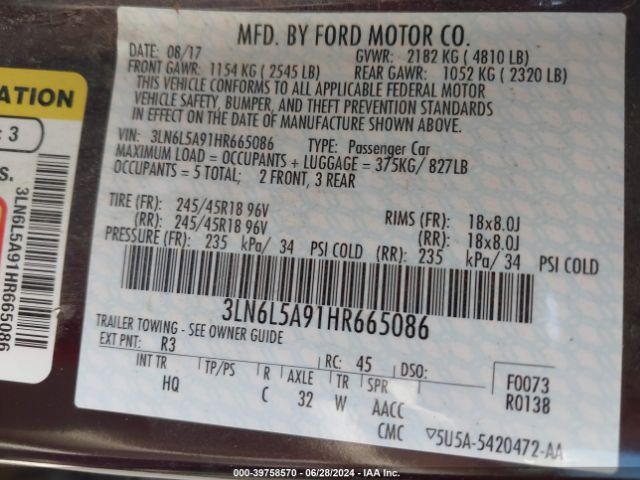 MFD. BY FORD MOTOR CO.
DATE: 08/17 GVWR: 2182 KG ( 4810 LB)
FRONT GAWR: 1154 KG ( 2545 LB) REAR GAWR: 1052 KG ( 2320 LB)
THIS VEHICLE CONFORMS TO ALL APPLICABLE FEDERAL MOTOR
VEHICLE SAFETY, BUMPER, AND THEFT PREVENTION STANDARDS
IN EFFECT ON THE DATE OF MANUFACTURE SHOWN ABOVE.
VIN: 3LN6L5A91HR665086 TYPE: Passenger Car
MAXIMUM LOAD = OCCUPANTS + LUGGAGE = 375KG/ 827LB
OCCUPANTS = 5 TOTAL; 2 FRONT, 3 REAR
TIRE (FR): 245/45R18 96V RIMS (FR): 18x8.0J
(RR): 245/45R18 96V (RR): 18x8.0J
PRESSURE (FR): 235 kPa/ 34 PSI COLD (RR): 235 kPa/ 34 PSI COLD
3LN6L5A91HR665086
TRAILER TOWING - SEE OWNER GUIDE
EXT PNT: R3 RC: 45 DSO: F0073
INT TR TP/PS R AXLE TR SPR R0138
HQ C 32 W AACC
CMC ▽5U5A-5420472-AA
ATION
: 3
S.
3LN6L5A91HR665086
000-39758570 - 06/28/2024 - IAA Inc.